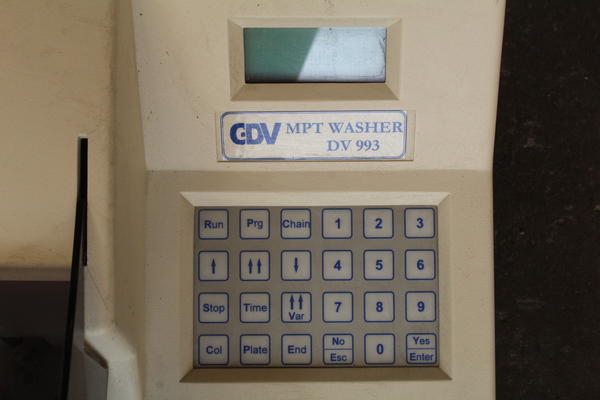 GDV MPT WASHER
DV 993
Run Prg Chain 1 2 3
4 5 6
Stop Time Var 7 8 9
Col Plate End No Esc 0 Yes Enter